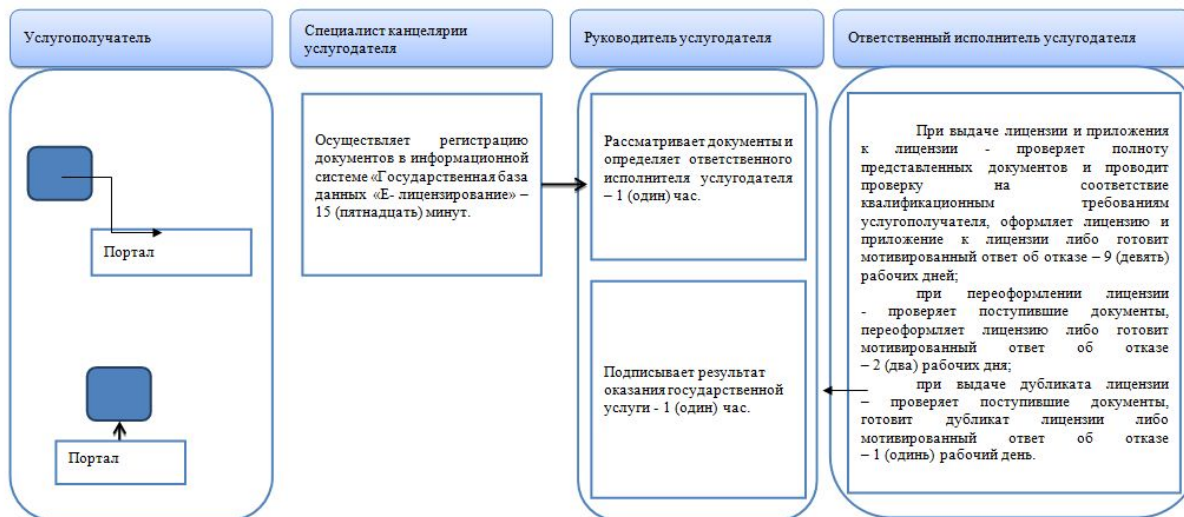 Услугополучатель
Специалист канцелярии
услугодателя
Руководитель услугодателя
Ответственный исполнитель услугодателя
Портал
Портал
Осуществляет регистрацию
документов в информационной
системе «Государственная база
данных «Е- лицензирование» –
15 (пятнадцать) минут.
Рассматривает документы и
определяет ответственного
исполнителя услугодателя
– 1 (один) час.
Подписывает результат
оказания государственной
услуги - 1 (один) час.
При выдаче лицензии и приложения
к лицензии - проверяет полноту
представленных документов и проводит
проверку на соответствие
квалификационным требованиям
услугополучателя, оформляет лицензию и
приложение к лицензии либо готовит
мотивированный ответ об отказе – 9 (девять)
рабочих дней;
при переоформлении лицензии
- проверяет поступившие документы,
переоформляет лицензию либо готовит
мотивированный ответ об отказе
– 2 (два) рабочих дня;
при выдаче дубликата лицензии
– проверяет поступившие документы,
готовит дубликат лицензии либо
мотивированный ответ об отказе
– 1 (одинь) рабочий день.